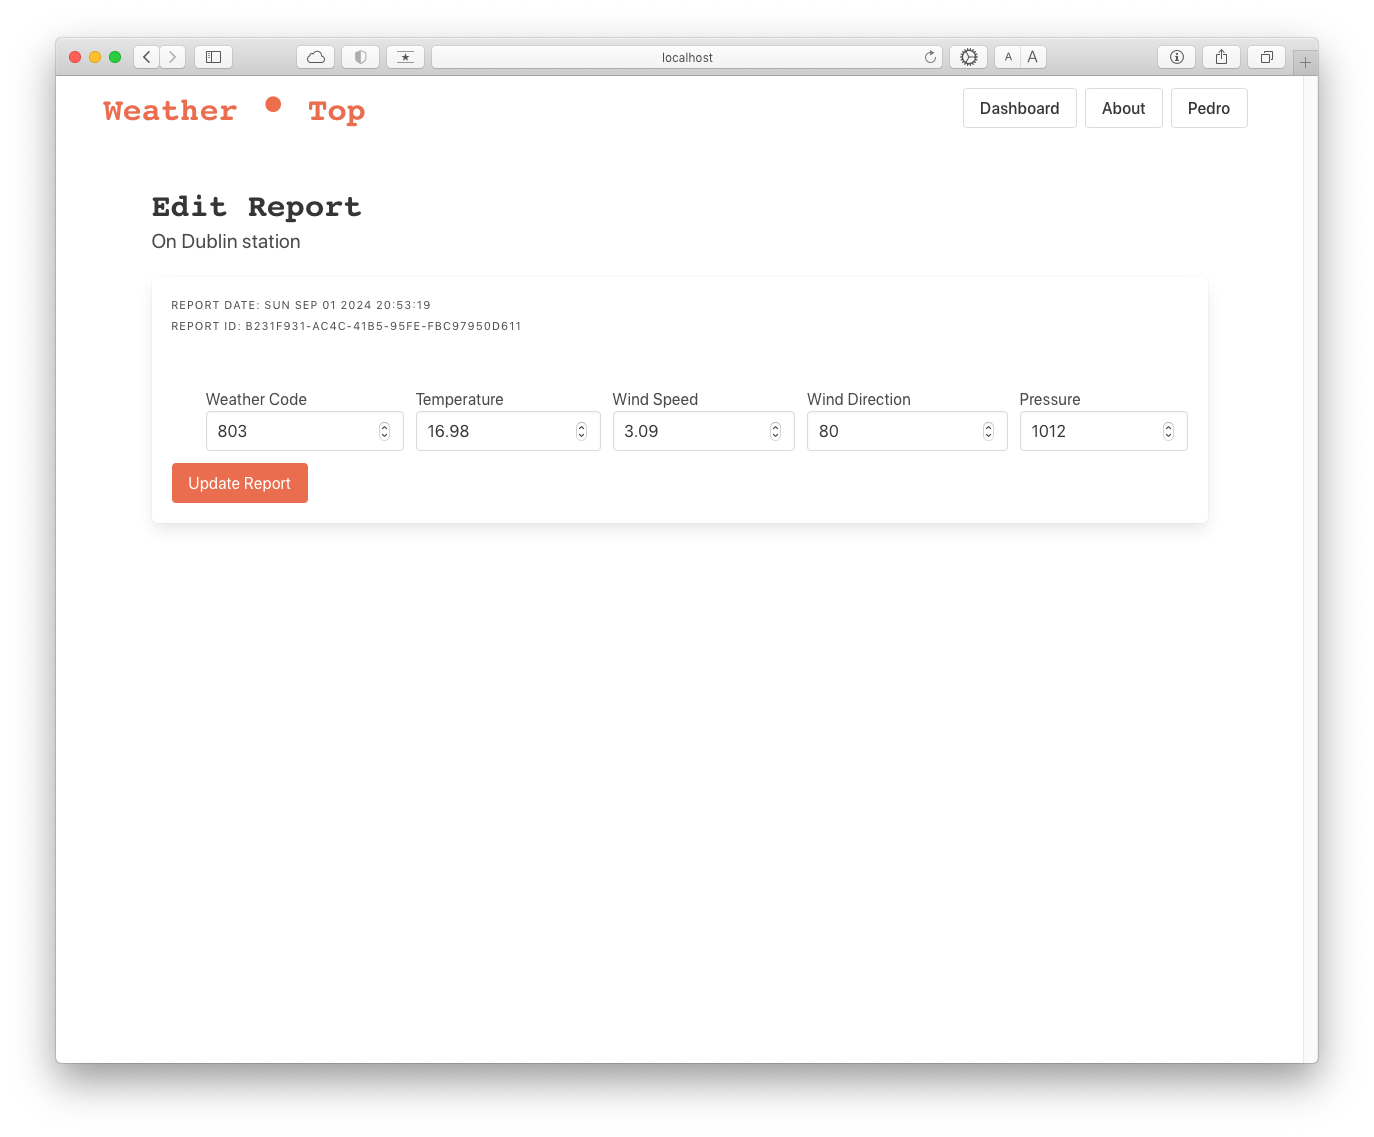 localhost
A A
Weather • Top
Dashboard About Pedro
Edit Report
On Dublin station
REPORT DATE: SUN SEP 01 2024 20:53:19
REPORT ID: B231F931-AC4C-41B5-95FE-FBC97950D611
Weather Code Temperature Wind Speed Wind Direction Pressure
803 16.98 3.09 80 1012
Update Report